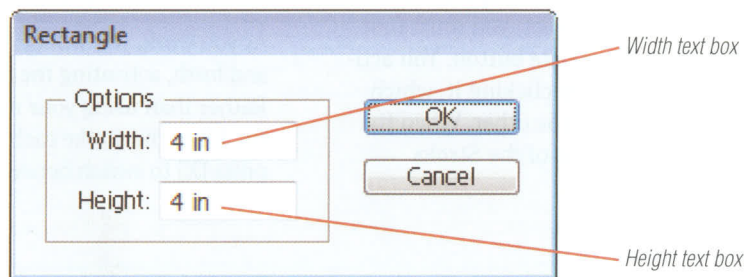 Rectangle
Width text box
Options
OK
Width: 4 in
Cancel
Height: 4 in
Height text box